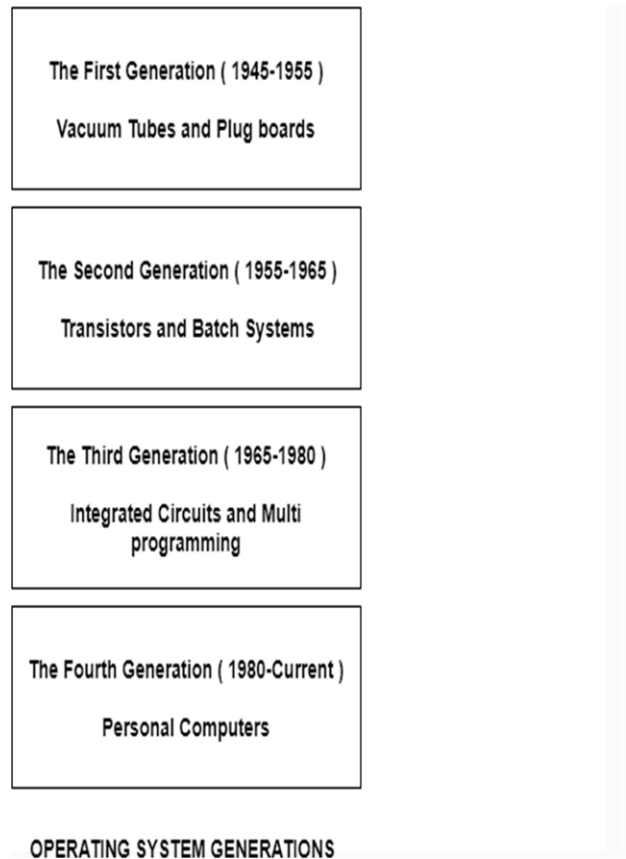 The First Generation ( 1945-1955 )
Vacuum Tubes and Plug boards
The Second Generation ( 1955-1965 )
Transistors and Batch Systems
The Third Generation ( 1965-1980 )
Integrated Circuits and Multi
programming
The Fourth Generation ( 1980-Current )
Personal Computers
OPERATING SYSTEM GENERATIONS